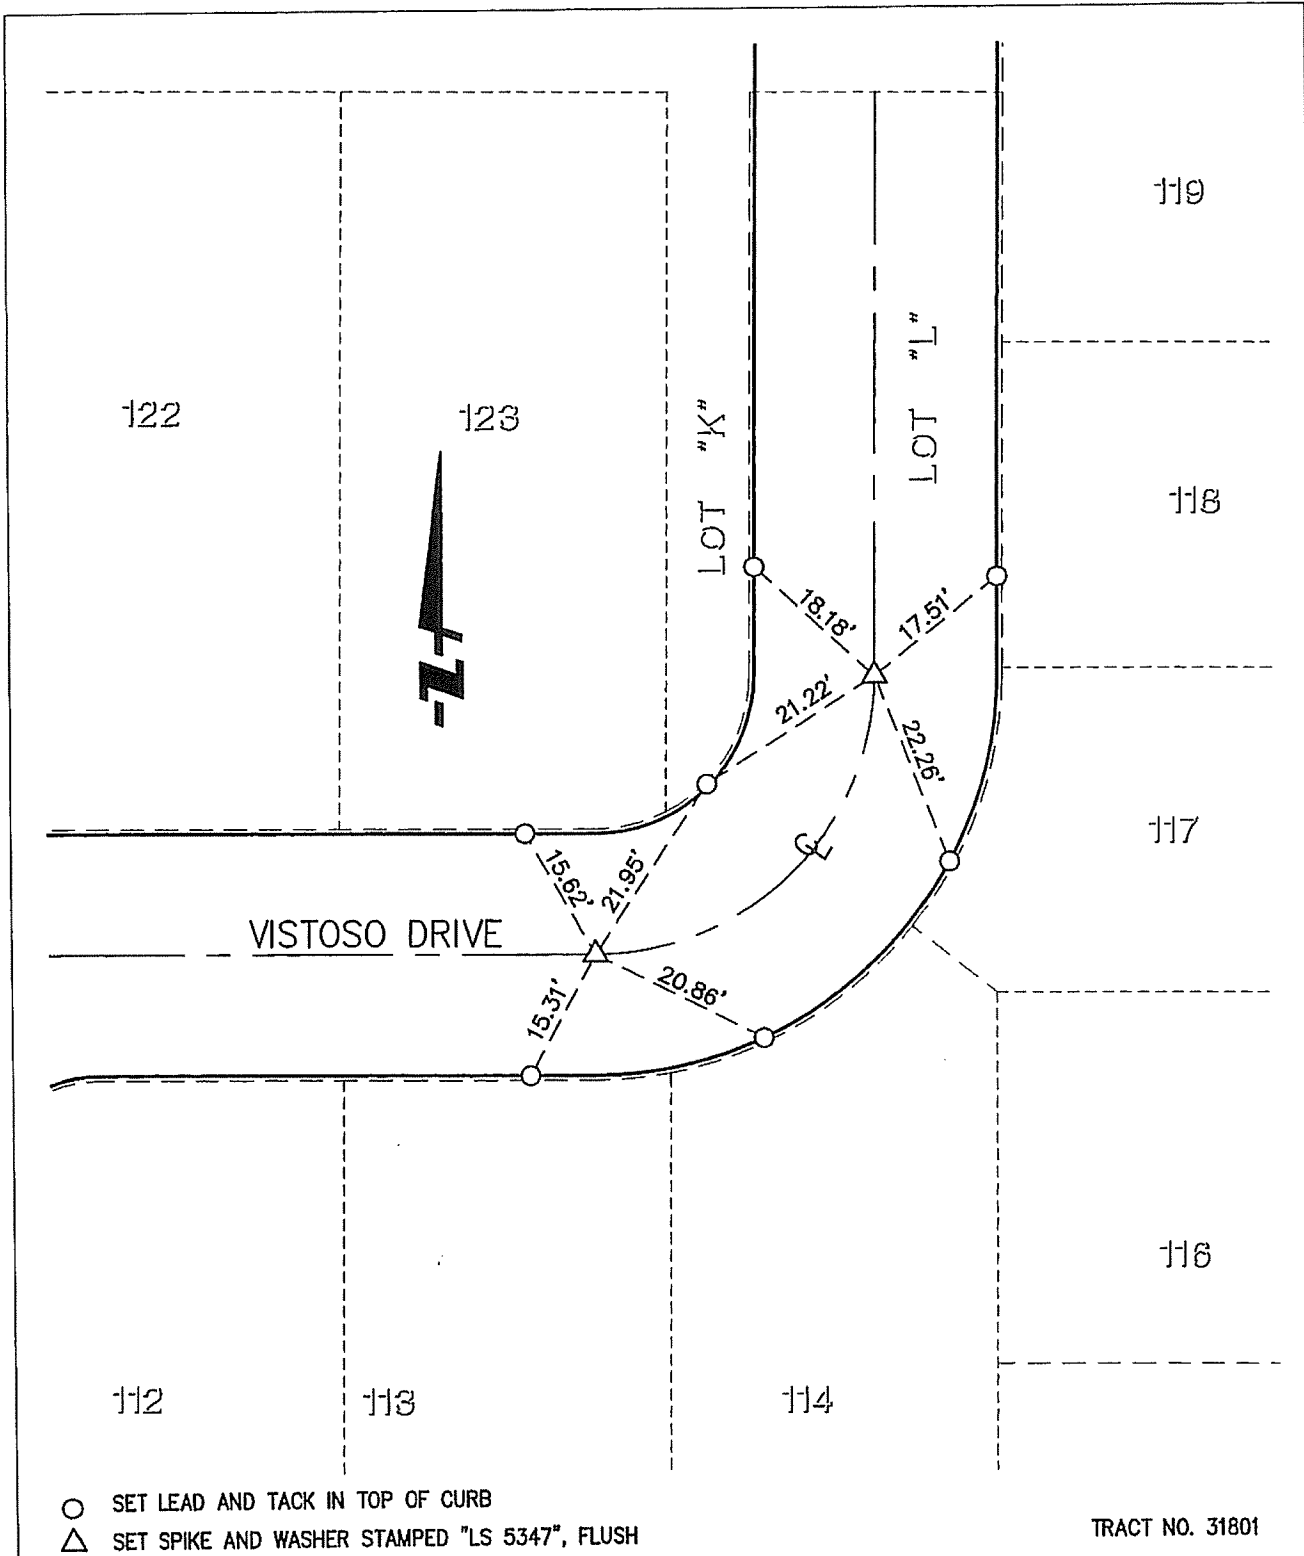 119
122
123
LOT "K"
LOT "L"
118
N
18.18'
17.51'
21.22'
22.26'
117
15.62'
21.95'
CL
VISTOSO DRIVE
20.86'
15.31'
116
112
113
114
SET LEAD AND TACK IN TOP OF CURB
SET SPIKE AND WASHER STAMPED "LS 5347", FLUSH
TRACT NO. 31801